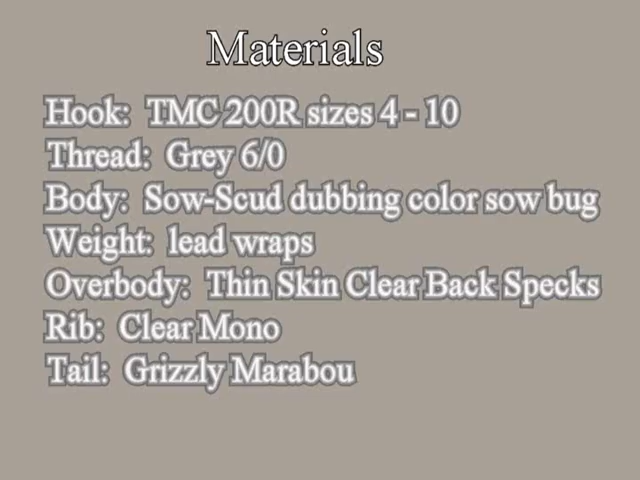 Materials
Hook: TMC 200R sizes 4 - 10
Thread: Grey 6/0
Body: Sow-Scud dubbing color sow bug
Weight: lead wraps
Overbody: Thin Skin Clear Back Specks
Rib: Clear Mono
Tail: Grizzly Marabou